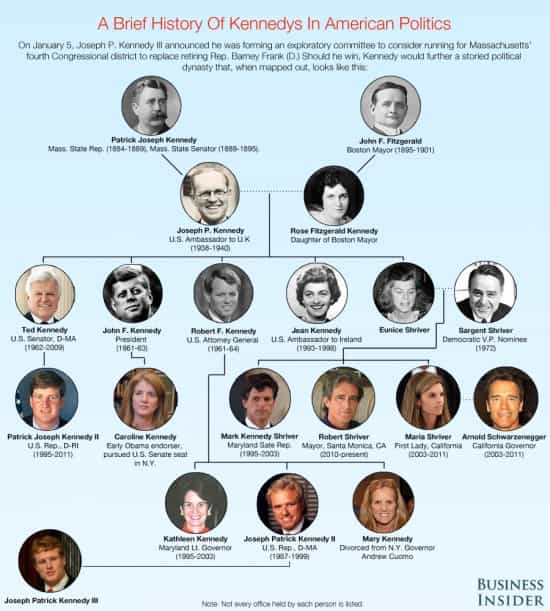 A Brief History Of Kennedys In American Politics
On January 5, Joseph P. Kennedy III announced he was forming an exploratory committee to consider running for Massachusetts'
fourth Congressional district to replace retiring Rep. Barney Frank (D.) Should he win, Kennedy would further a storied political
dynasty that, when mapped out, looks like this:
Patrick Joseph Kennedy
Mass. State Rep. (1884-1889), Mass. State Senator (1889-1895).
John F. Fitzgerald
Boston Mayor (1895-1901)
Joseph P. Kennedy
U.S. Ambassador to U.K
(1938-1940)
Rose Fitzgerald Kennedy
Daughter of Boston Mayor
Ted Kennedy
U.S. Senator, D-MA
(1962-2009)
John F. Kennedy
President
(1961-63)
Robert F. Kennedy
U.S. Attorney General
(1961-64)
Jean Kennedy
U.S. Ambassador to Ireland
(1993-1998)
Eunice Shriver
Sargent Shriver
Democratic V.P. Nominee
(1972)
Patrick Joseph Kennedy II
U.S. Rep., D-RI
(1995-2011)
Caroline Kennedy
Early Obama endorser,
pursued U.S. Senate seat
in N.Y.
Mark Kennedy Shriver
Maryland Sate Rep.
(1995-2003)
Robert Shriver
Mayor, Santa Monica, CA
(2010-present)
Maria Shriver
First Lady, California
(2003-2011)
Arnold Schwarzenegger
California Governor
(2003-2011)
Kathleen Kennedy
Maryland Lt. Governor
(1995-2003)
Joseph Patrick Kennedy II
U.S. Rep., D-MA
(1987-1999)
Mary Kennedy
Divorced from N.Y. Governor
Andrew Cuomo
Joseph Patrick Kennedy III
Note: Not every office held by each person is listed.
BUSINESS
INSIDER